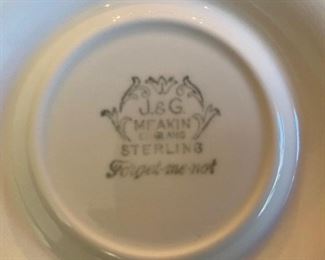 J.&G.
MEAKIN
ENGLAND
STERLING
Forget-me-not